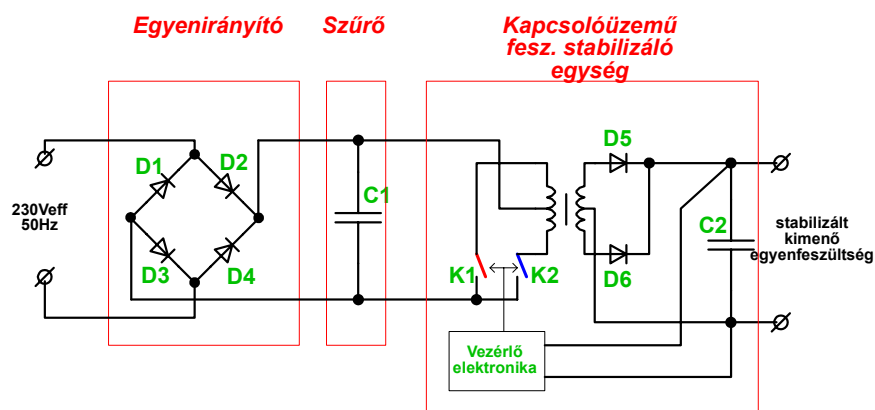 Egyenirányító
Szűrő
Kapcsolóüzemű
fesz. stabilizáló
egység
D1
D2
D3
D4
230Veff
50Hz
C1
K1
K2
D5
D6
C2
stabilizált
kimenő
egyenfeszültség
Vezérlő
elektronika